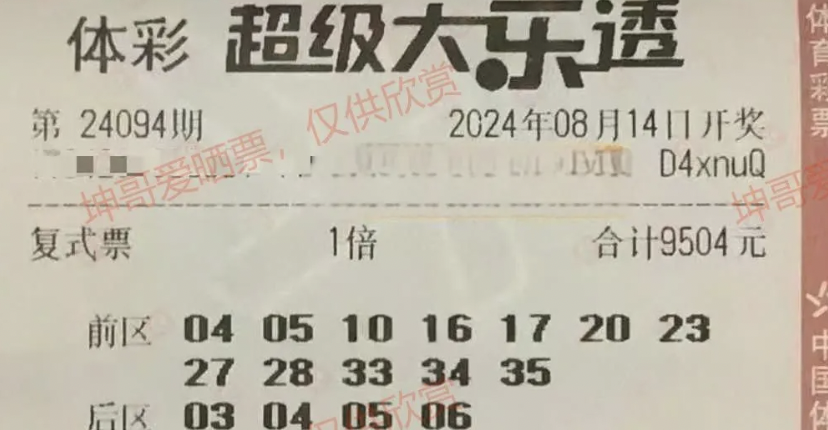 体彩 超级大乐透
第 24094期 2024年08月14日开奖
D4xnuQ
复式票 1倍 合计9504元
前区 04 05 10 16 17 20 23
27 28 33 34 35
后区 03 04 05 06
坤哥爱晒票，仅供欣赏
坤哥
仅供欣赏
体育彩票
中国体